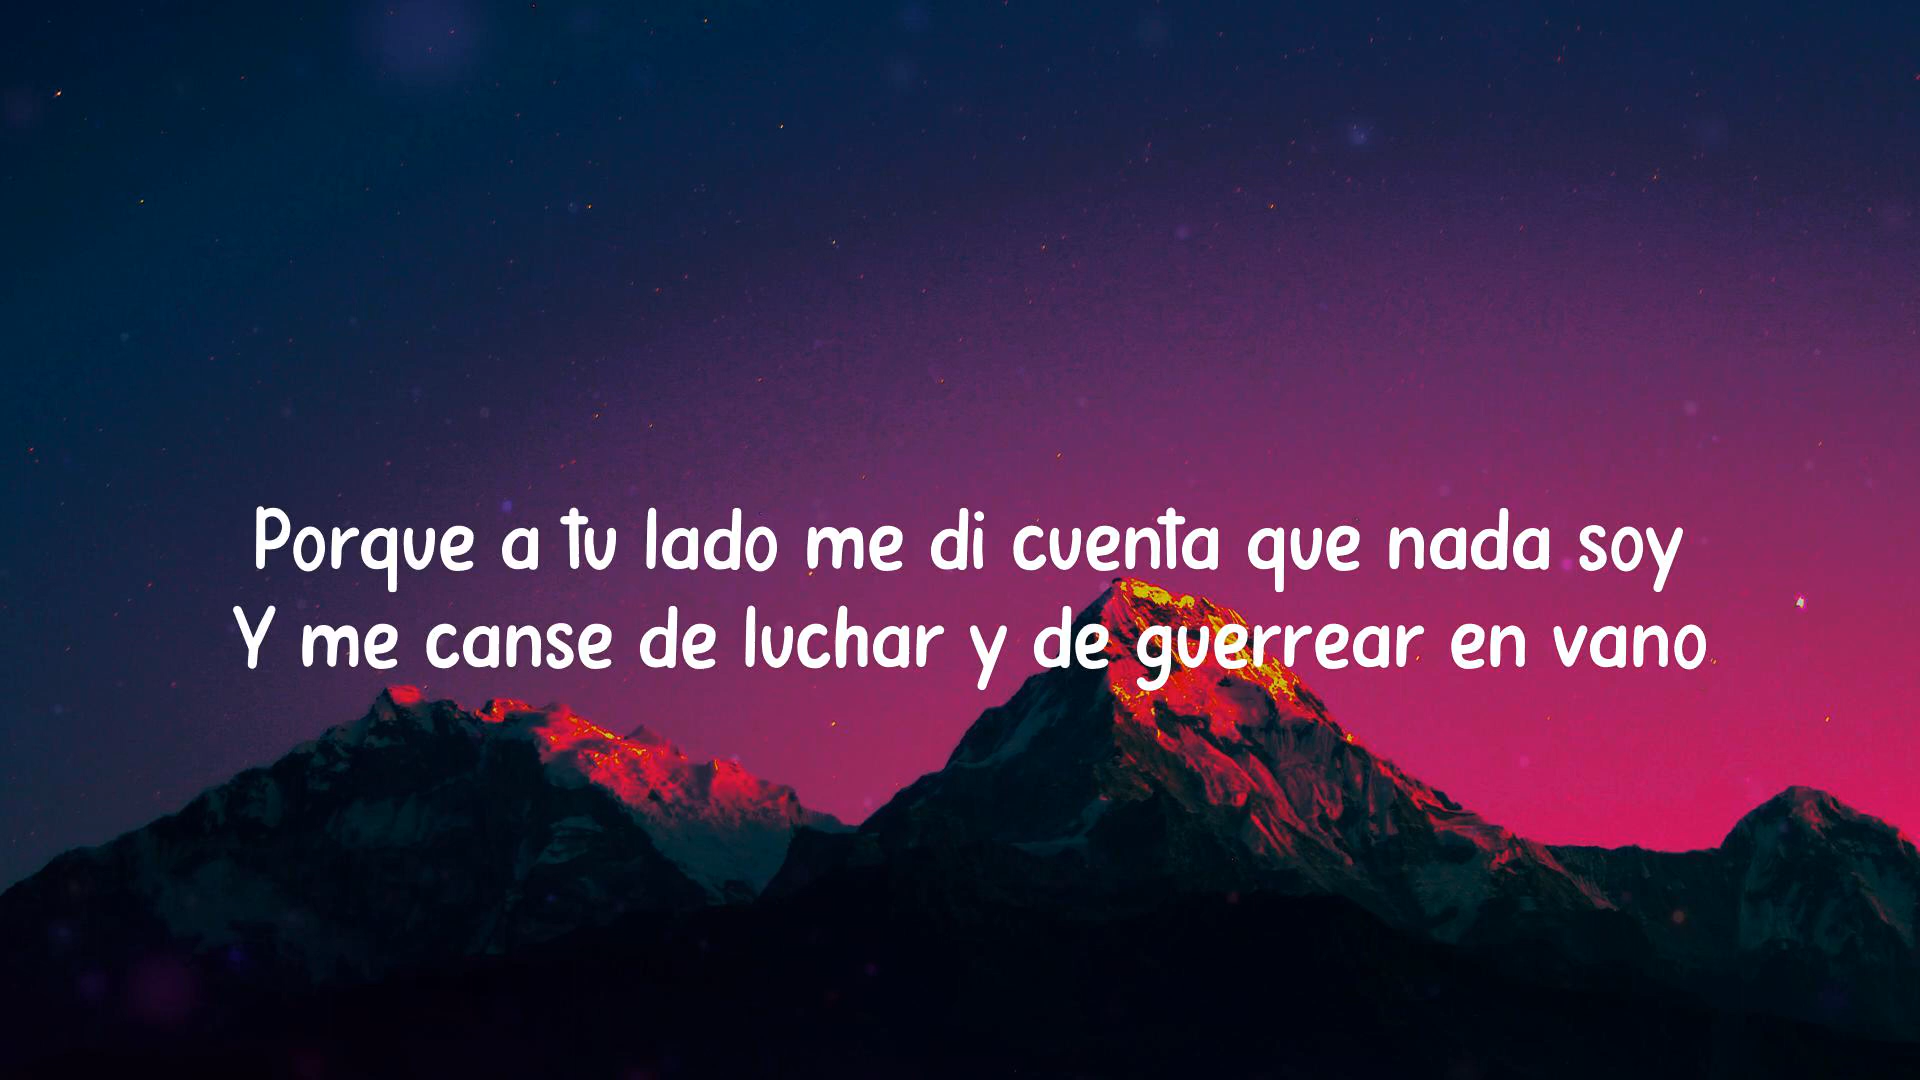 Porque a tu lado me di cuenta que nada soy
Y me canse de luchar y de guerrear en vano